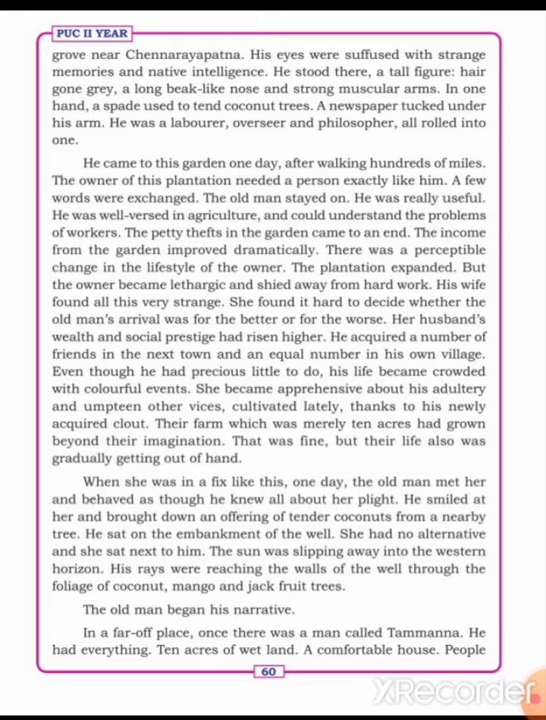 PUC II YEAR
grove near Chennarayapatna. His eyes were suffused with strange
memories and native intelligence. He stood there, a tall figure: hair
gone grey, a long beak-like nose and strong muscular arms. In one
hand, a spade used to tend coconut trees. A newspaper tucked under
his arm. He was a labourer, overseer and philosopher, all rolled into
one.
He came to this garden one day, after walking hundreds of miles.
The owner of this plantation needed a person exactly like him. A few
words were exchanged. The old man stayed on. He was really useful.
He was well-versed in agriculture, and could understand the problems
of workers. The petty thefts in the garden came to an end. The income
from the garden improved dramatically. There was a perceptible
change in the lifestyle of the owner. The plantation expanded. But
the owner became lethargic and shied away from hard work. His wife
found all this very strange. She found it hard to decide whether the
old man's arrival was for the better or for the worse. Her husband's
wealth and social prestige had risen higher. He acquired a number of
friends in the next town and an equal number in his own village.
Even though he had precious little to do, his life became crowded
with colourful events. She became apprehensive about his adultery
and umpteen other vices, cultivated lately, thanks to his newly
acquired clout. Their farm which was merely ten acres had grown
beyond their imagination. That was fine, but their life also was
gradually getting out of hand.
When she was in a fix like this, one day, the old man met her
and behaved as though he knew all about her plight. He smiled at
her and brought down an offering of tender coconuts from a nearby
tree. He sat on the embankment of the well. She had no alternative
and she sat next to him. The sun was slipping away into the western
horizon. His rays were reaching the walls of the well through the
foliage of coconut, mango and jack fruit trees.
The old man began his narrative.
In a far-off place, once there was a man called Tammanna. He
had everything. Ten acres of wet land. A comfortable house. People
60
XRecorder